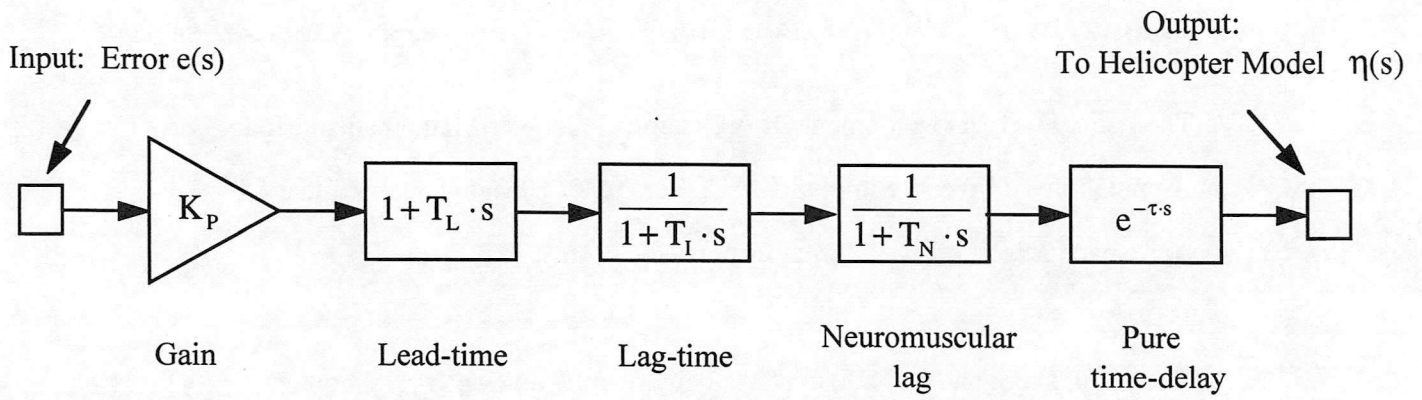 Output:
Input: Error e(s)
To Helicopter Model η(s)
K_P
1 + T_L · s
1
1 + T_I · s
1
1 + T_N · s
e^{-τ·s}
Gain
Lead-time
Lag-time
Neuromuscular
lag
Pure
time-delay